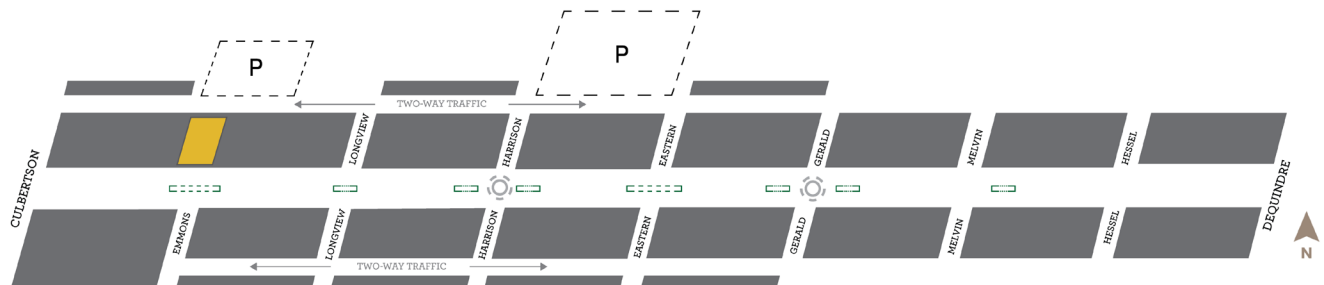 P
P
TWO-WAY TRAFFIC
LONGVIEW
HARRISON
EASTERN
GERALD
MELVIN
HESSEL
CULBERTSON
DEQUINDRE
EMMONS
LONGVIEW
HARRISON
EASTERN
GERALD
MELVIN
HESSEL
N
TWO-WAY TRAFFIC